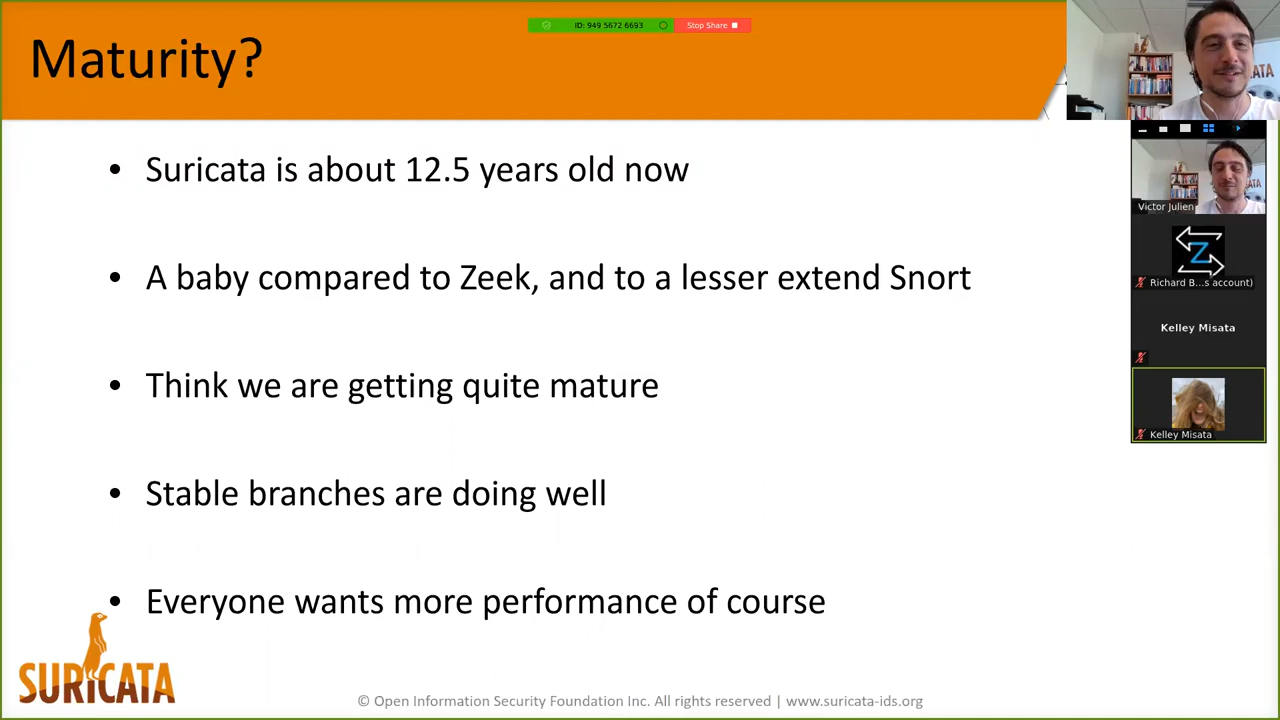 Maturity?
ID: 949 5672 6693
Stop Share
• Suricata is about 12.5 years old now
• A baby compared to Zeek, and to a lesser extend Snort
• Think we are getting quite mature
• Stable branches are doing well
• Everyone wants more performance of course
SURICATA
© Open Information Security Foundation Inc. All rights reserved | www.suricata-ids.org
CATA
Victor Julien
Z
Richard B...s account)
Kelley Misata
Kelley Misata